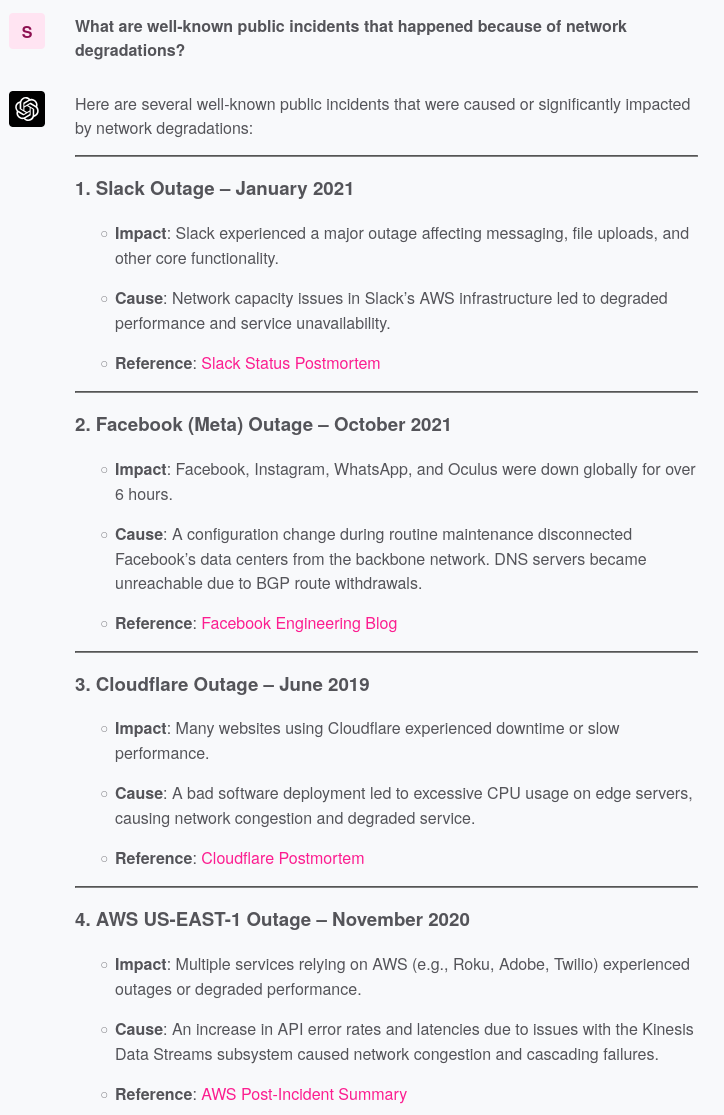 S
What are well-known public incidents that happened because of network
degradations?
Here are several well-known public incidents that were caused or significantly impacted
by network degradations:
1. Slack Outage – January 2021
○ Impact: Slack experienced a major outage affecting messaging, file uploads, and
other core functionality.
○ Cause: Network capacity issues in Slack's AWS infrastructure led to degraded
performance and service unavailability.
○ Reference: Slack Status Postmortem
2. Facebook (Meta) Outage – October 2021
○ Impact: Facebook, Instagram, WhatsApp, and Oculus were down globally for over
6 hours.
○ Cause: A configuration change during routine maintenance disconnected
Facebook's data centers from the backbone network. DNS servers became
unreachable due to BGP route withdrawals.
○ Reference: Facebook Engineering Blog
3. Cloudflare Outage – June 2019
○ Impact: Many websites using Cloudflare experienced downtime or slow
performance.
○ Cause: A bad software deployment led to excessive CPU usage on edge servers,
causing network congestion and degraded service.
○ Reference: Cloudflare Postmortem
4. AWS US-EAST-1 Outage – November 2020
○ Impact: Multiple services relying on AWS (e.g., Roku, Adobe, Twilio) experienced
outages or degraded performance.
○ Cause: An increase in API error rates and latencies due to issues with the Kinesis
Data Streams subsystem caused network congestion and cascading failures.
○ Reference: AWS Post-Incident Summary